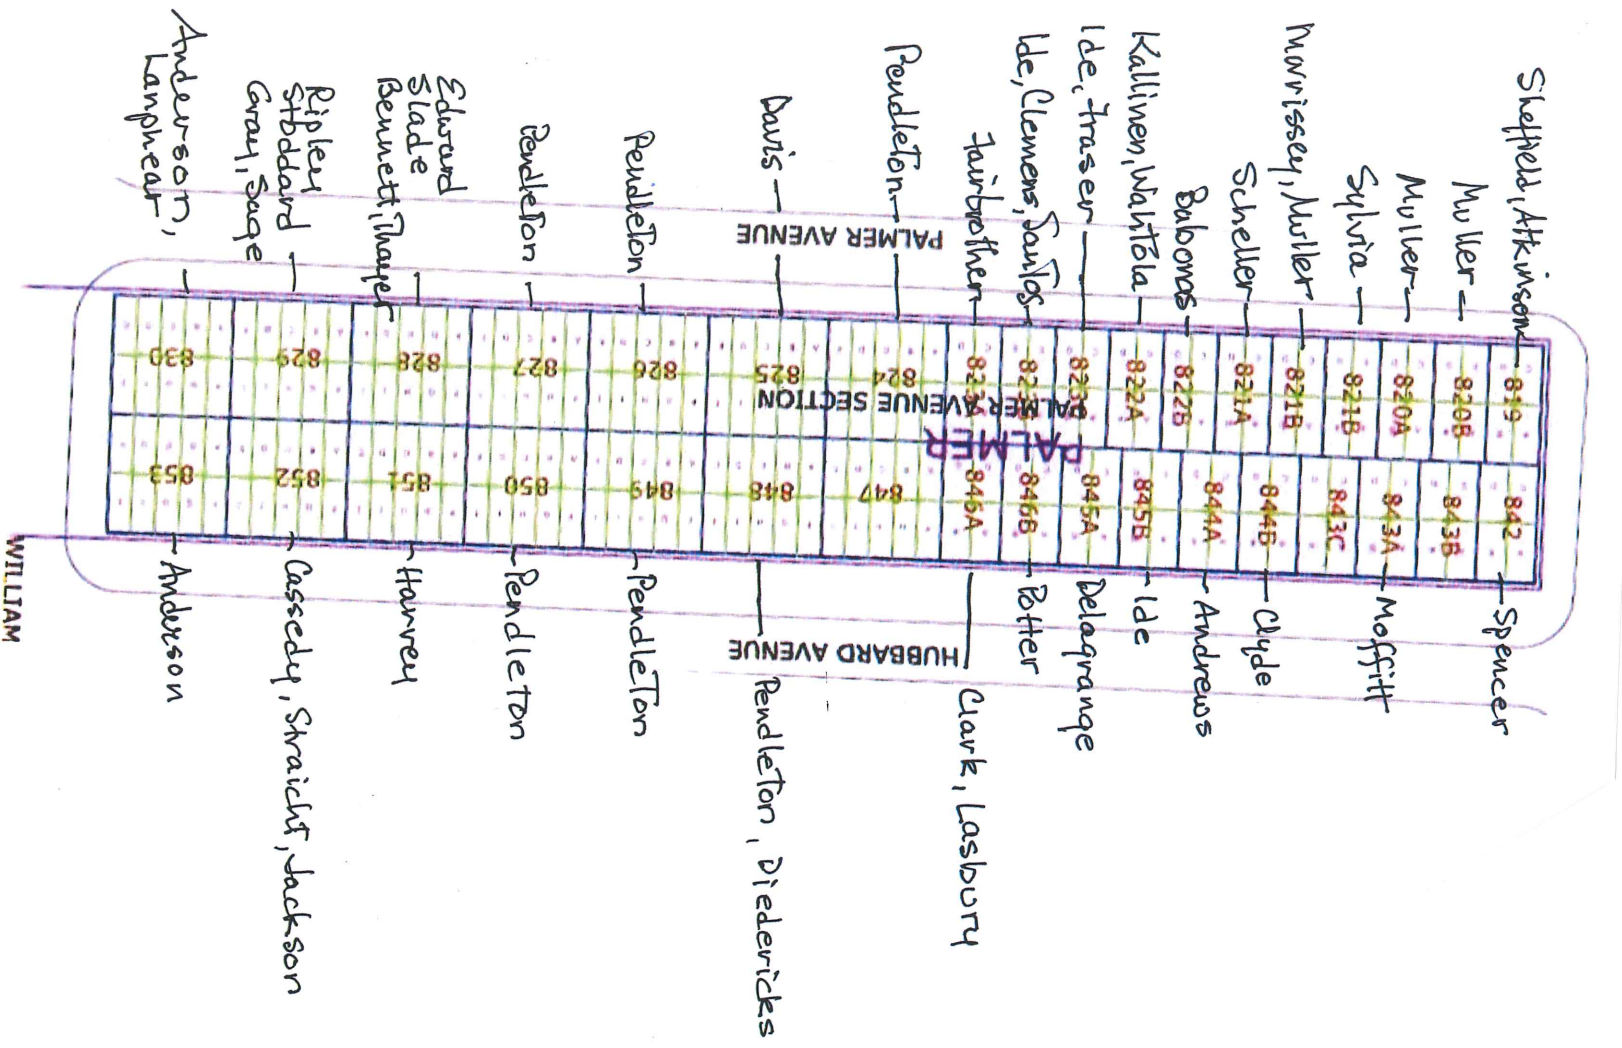 Anderson,
Lanphear
Ripley
Stoddard
Gray, Sage
Edward
Slade
Bennett, Thayer
Pendleton
Pendleton
Davis
Pendleton
Fairbrother
Ide, Clemens, Santos
Ide, Fraser
Kallinen, Wahtola
Babonas
Scheller
Morrissey, Muller
Sylvia
Muller
Muller
Sheffield, Atkinson
PALMER AVENUE
830
829
828
827
826
825
824
822A
822B
821A
821B
821B
820A
820B
819
PALMER AVENUE SECTION
PALMER
853
852
851
850
849
848
847
846A
846B
845A
845B
844A
844B
843C
843A
843B
842
HUBBARD AVENUE
WILLIAM
Anderson
Cassedy, Straicht, Jackson
Harvey
Pendleton
Pendleton
Pendleton, Diedericks
Clark, Lasbury
Potter
Delagrange
Ide
Andrews
Clyde
Moffitt
Spencer